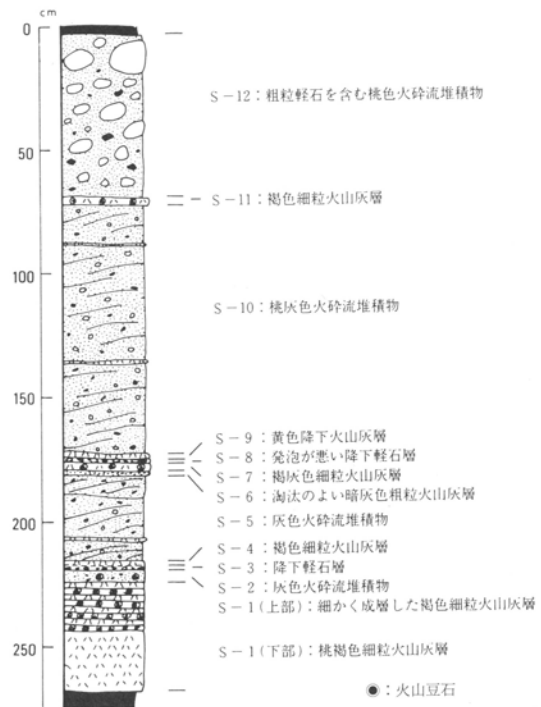 cm
0
S-12：粗粒軽石を含む桃色火砕流堆積物
50
S-11：褐色細粒火山灰層
100
S-10：桃灰色火砕流堆積物
150
S-9：黄色降下火山灰層
S-8：発泡が悪い降下軽石層
S-7：褐灰色細粒火山灰層
S-6：淘汰のよい暗灰色粗粒火山灰層
200
S-5：灰色火砕流堆積物
S-4：褐色細粒火山灰層
S-3：降下軽石層
S-2：灰色火砕流堆積物
S-1(上部)：細かく成層した褐色細粒火山灰層
250
S-1(下部)：桃褐色細粒火山灰層
◉：火山豆石